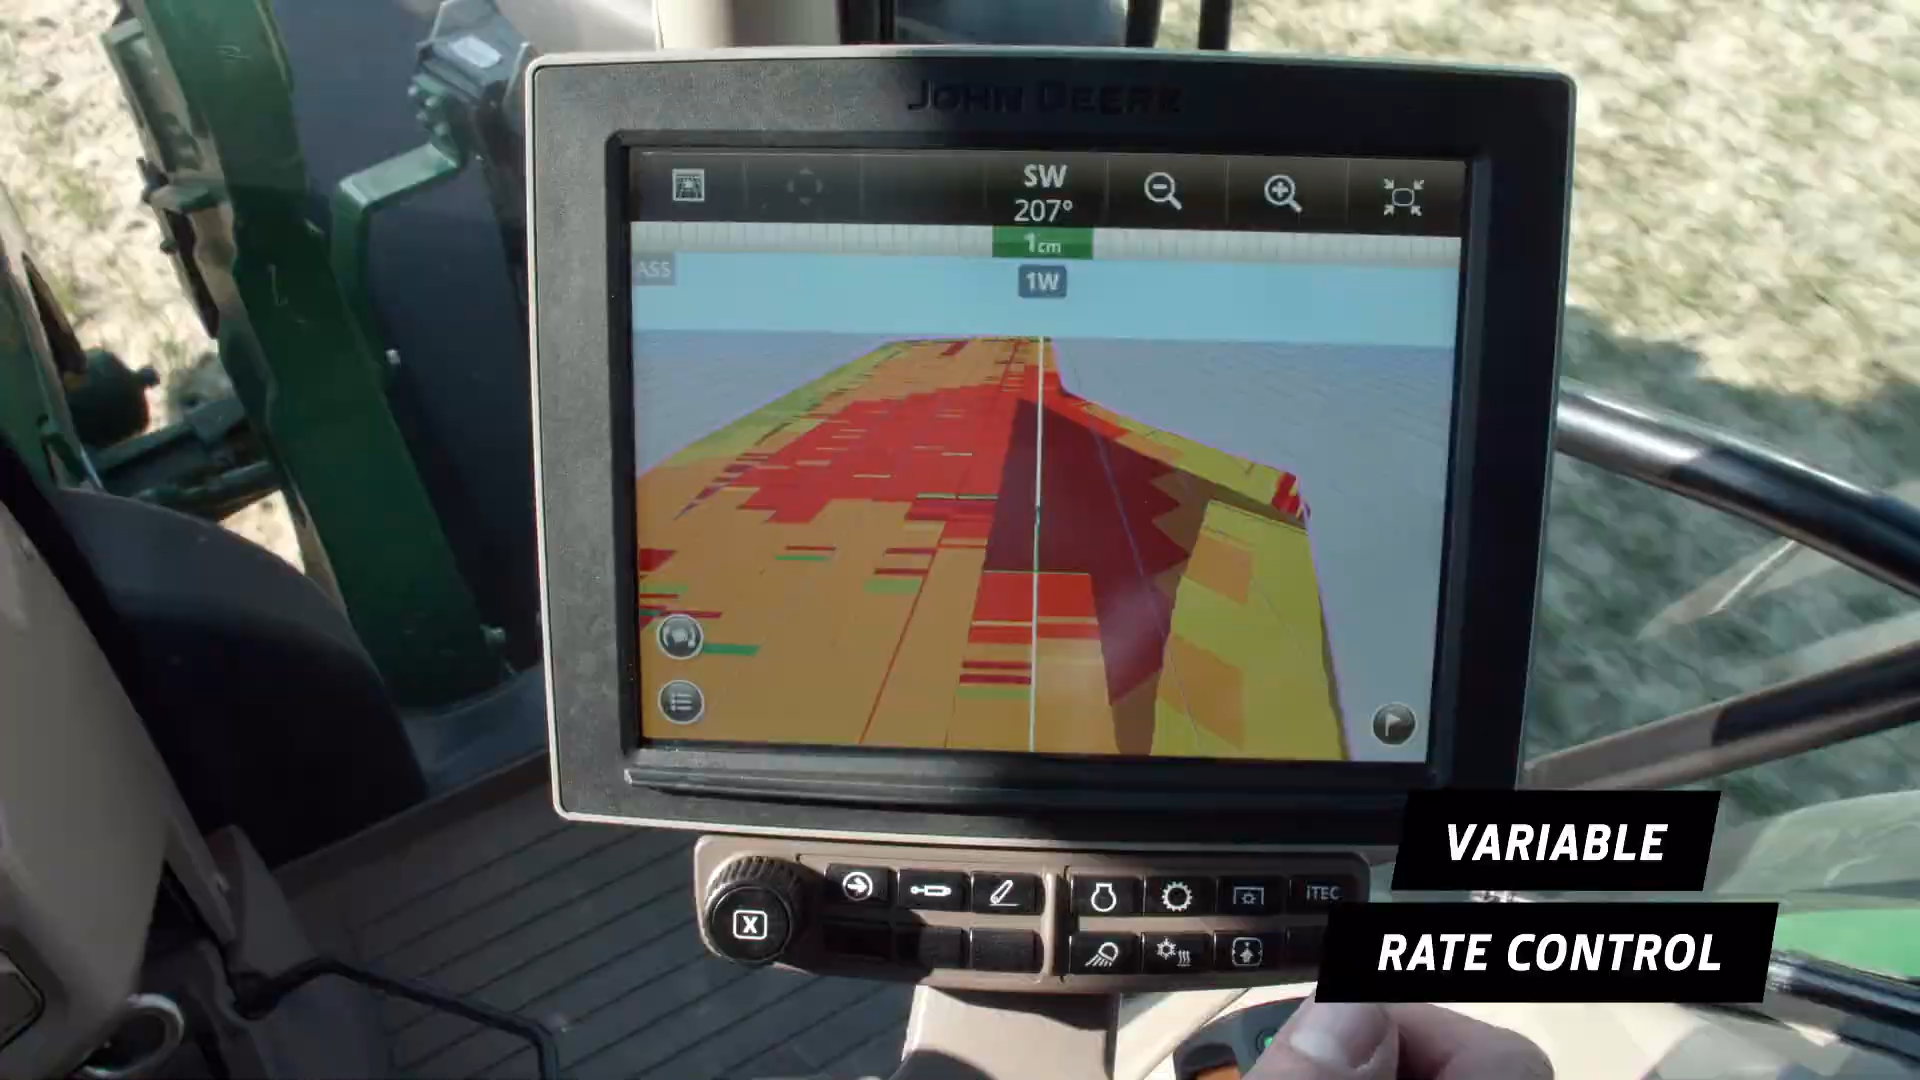 JOHN DEERE
SW
207°
1cm
ASS
1W
X
iTEC
VARIABLE
RATE CONTROL